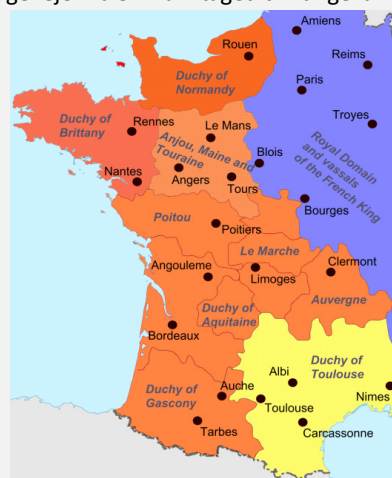 Amiens
Rouen
Reims
Duchy of
Normandy
Paris
Duchy of
Brittany
Rennes
Le Mans
Troyes
Anjou, Maine and
Touraine
Blois
Royal Domain
and vassals
of the French King
Nantes
Angers
Tours
Bourges
Poitou
Poitiers
Le Marche
Clermont
Angouleme
Limoges
Auvergne
Duchy of
Aquitaine
Bordeaux
Duchy of
Toulouse
Albi
Duchy of
Gascony
Auche
Nimes
Toulouse
Tarbes
Carcassonne